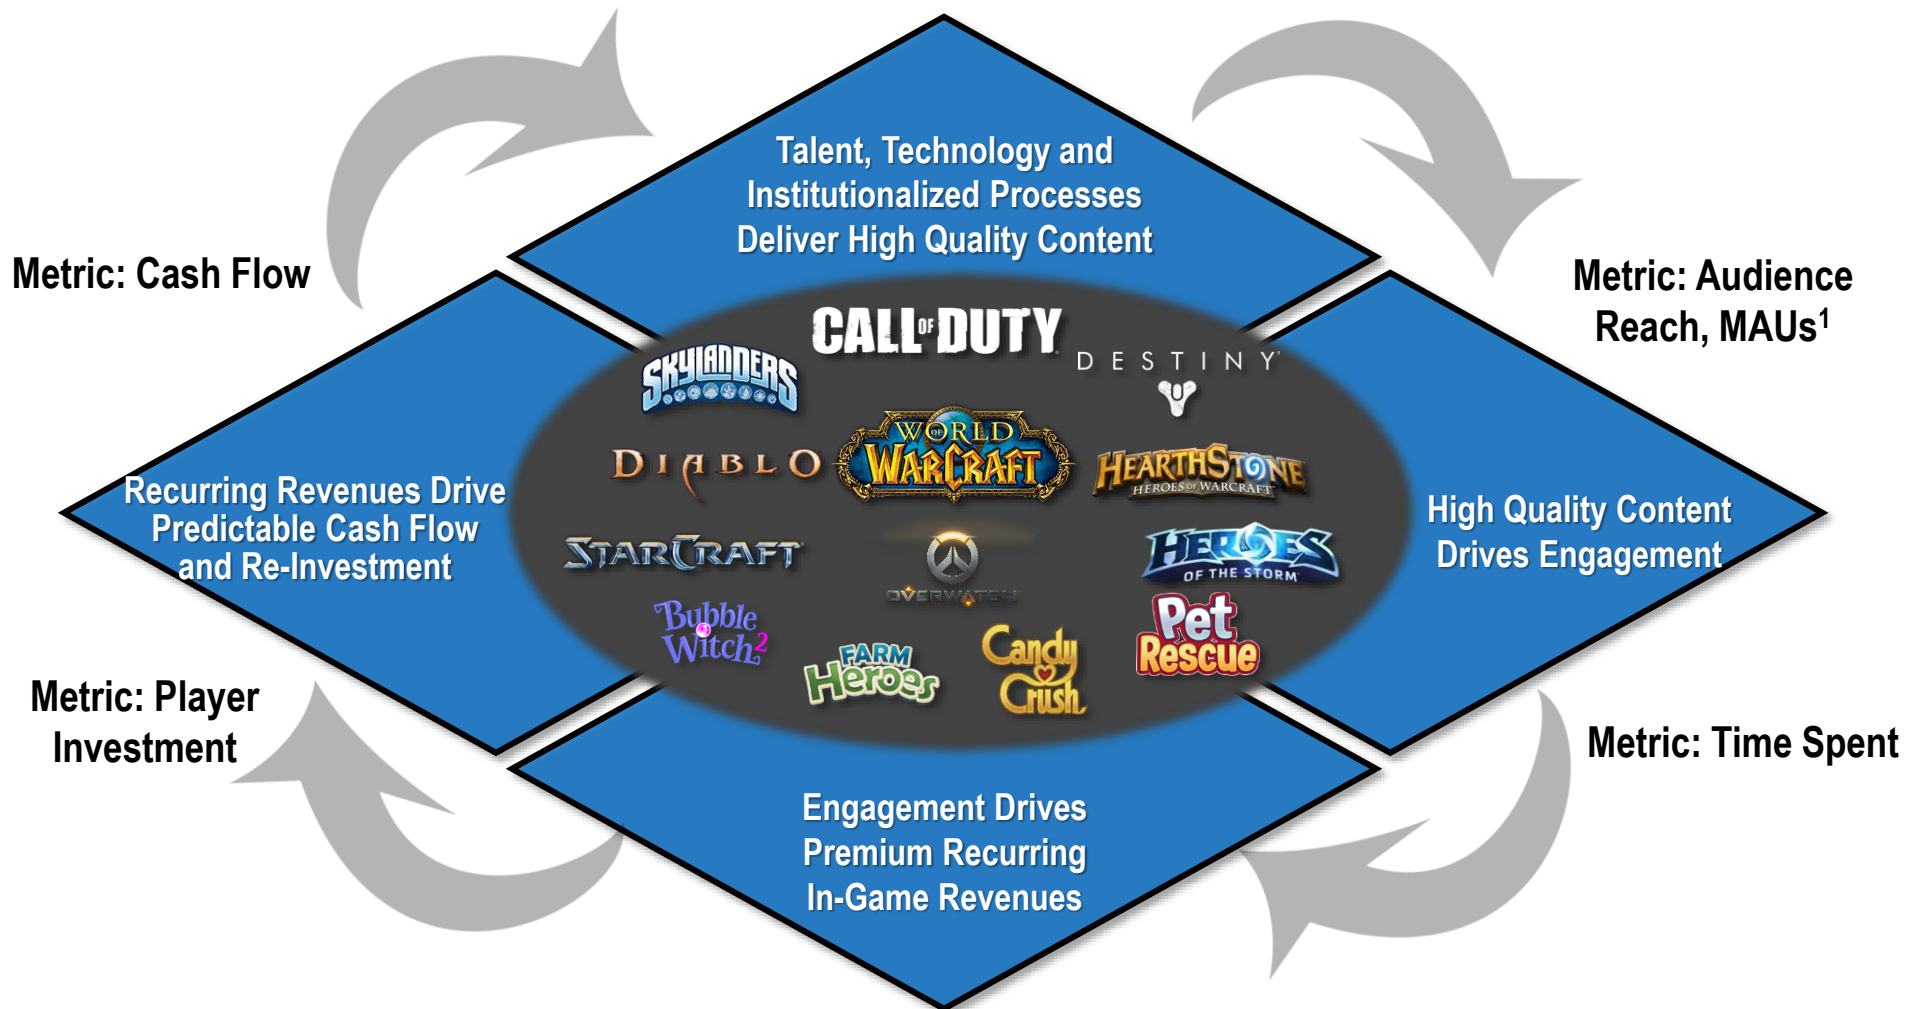 Talent, Technology and
Institutionalized Processes
Deliver High Quality Content
Metric: Cash Flow
Metric: Audience
Reach, MAUs¹
CALL OF DUTY
SKYLANDERS
DESTINY
DIABLO
WORLD
OF
WARCRAFT
HEARTHSTONE
HEROES OF WARCRAFT
Recurring Revenues Drive
Predictable Cash Flow
and Re-Investment
High Quality Content
Drives Engagement
STARCRAFT
OVERWATCH
HEROES
OF THE STORM
Bubble
Witch2
FARM
Heroes
Candy
Crush
Pet
Rescue
Metric: Player
Investment
Metric: Time Spent
Engagement Drives
Premium Recurring
In-Game Revenues